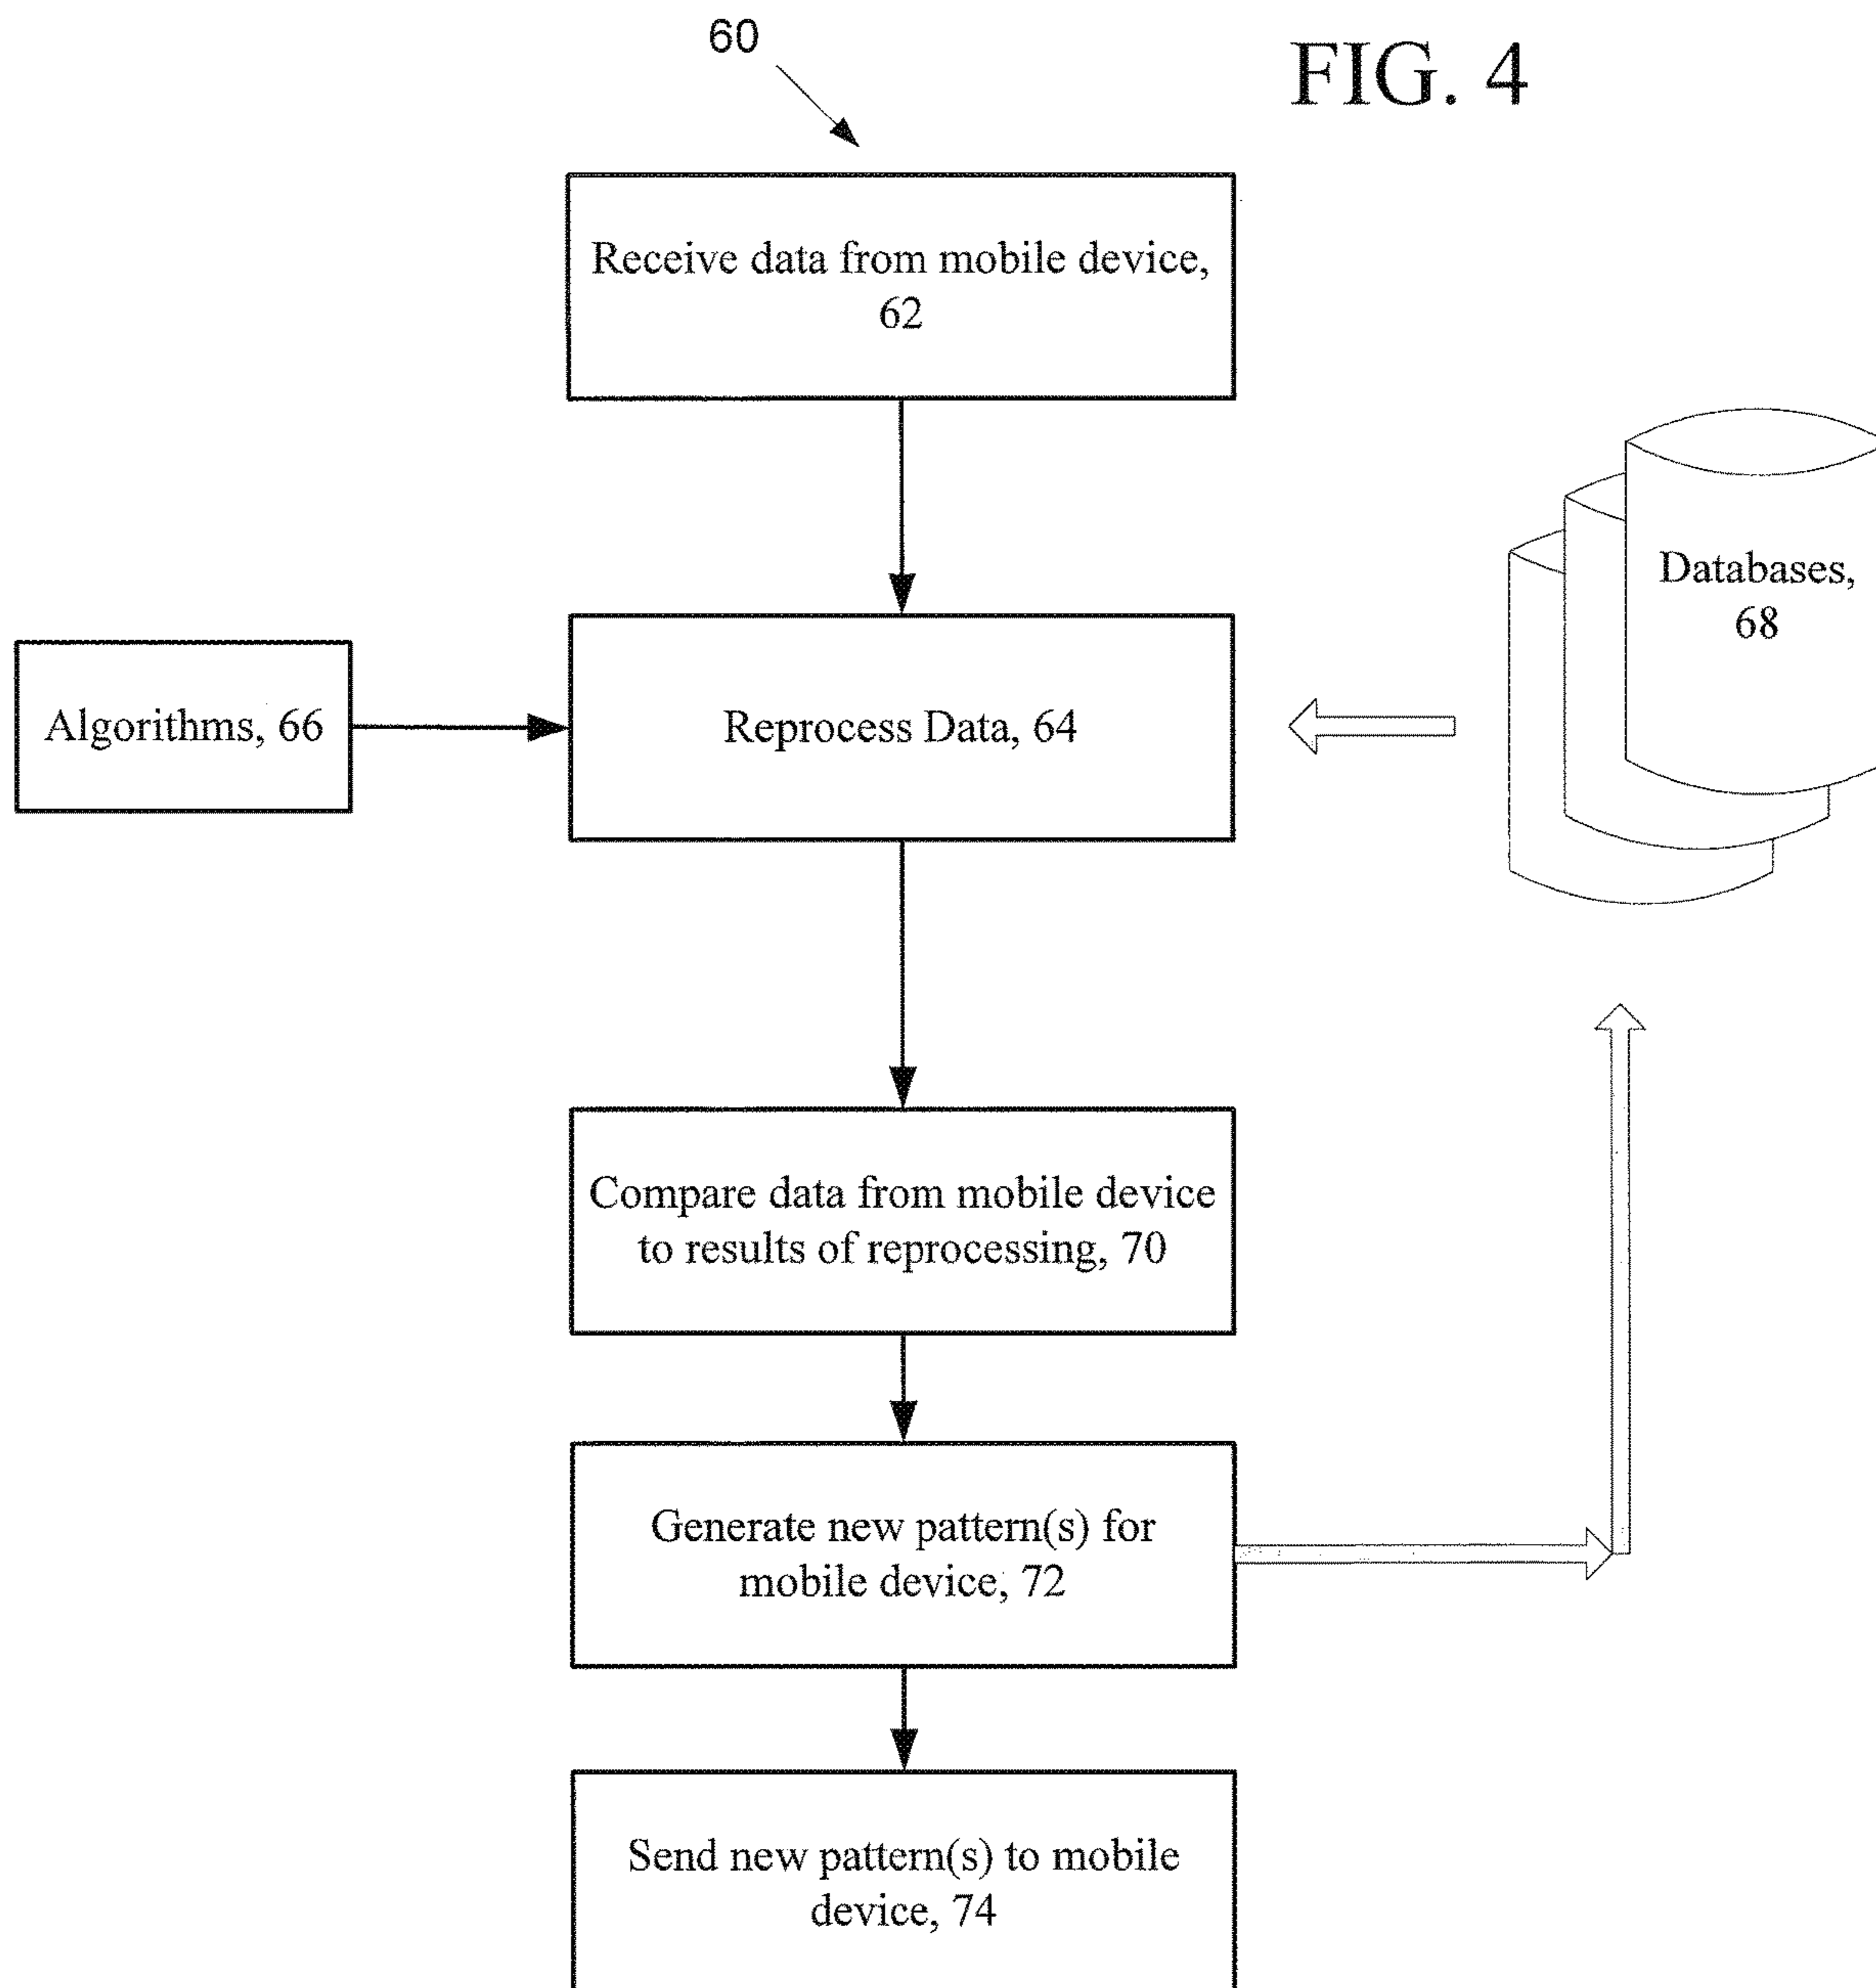 60
FIG. 4
Receive data from mobile device,
62
Databases,
68
Algorithms, 66
Reprocess Data, 64
Compare data from mobile device
to results of reprocessing, 70
Generate new pattern(s) for
mobile device, 72
Send new pattern(s) to mobile
device, 74